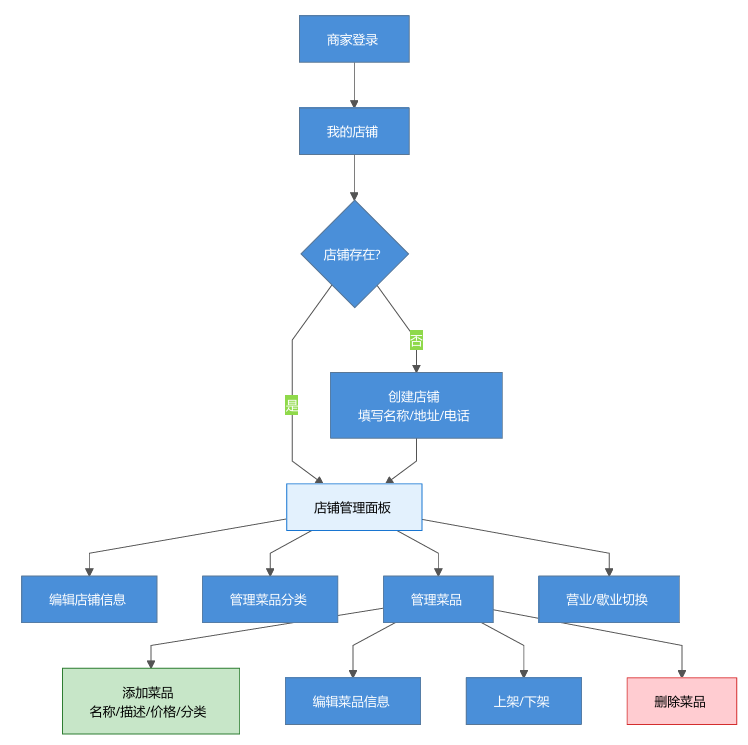 商家登录
我的店铺
店铺存在?
否
创建店铺
填写名称/地址/电话
是
店铺管理面板
编辑店铺信息
管理菜品分类
管理菜品
营业/歇业切换
添加菜品
名称/描述/价格/分类
编辑菜品信息
上架/下架
删除菜品